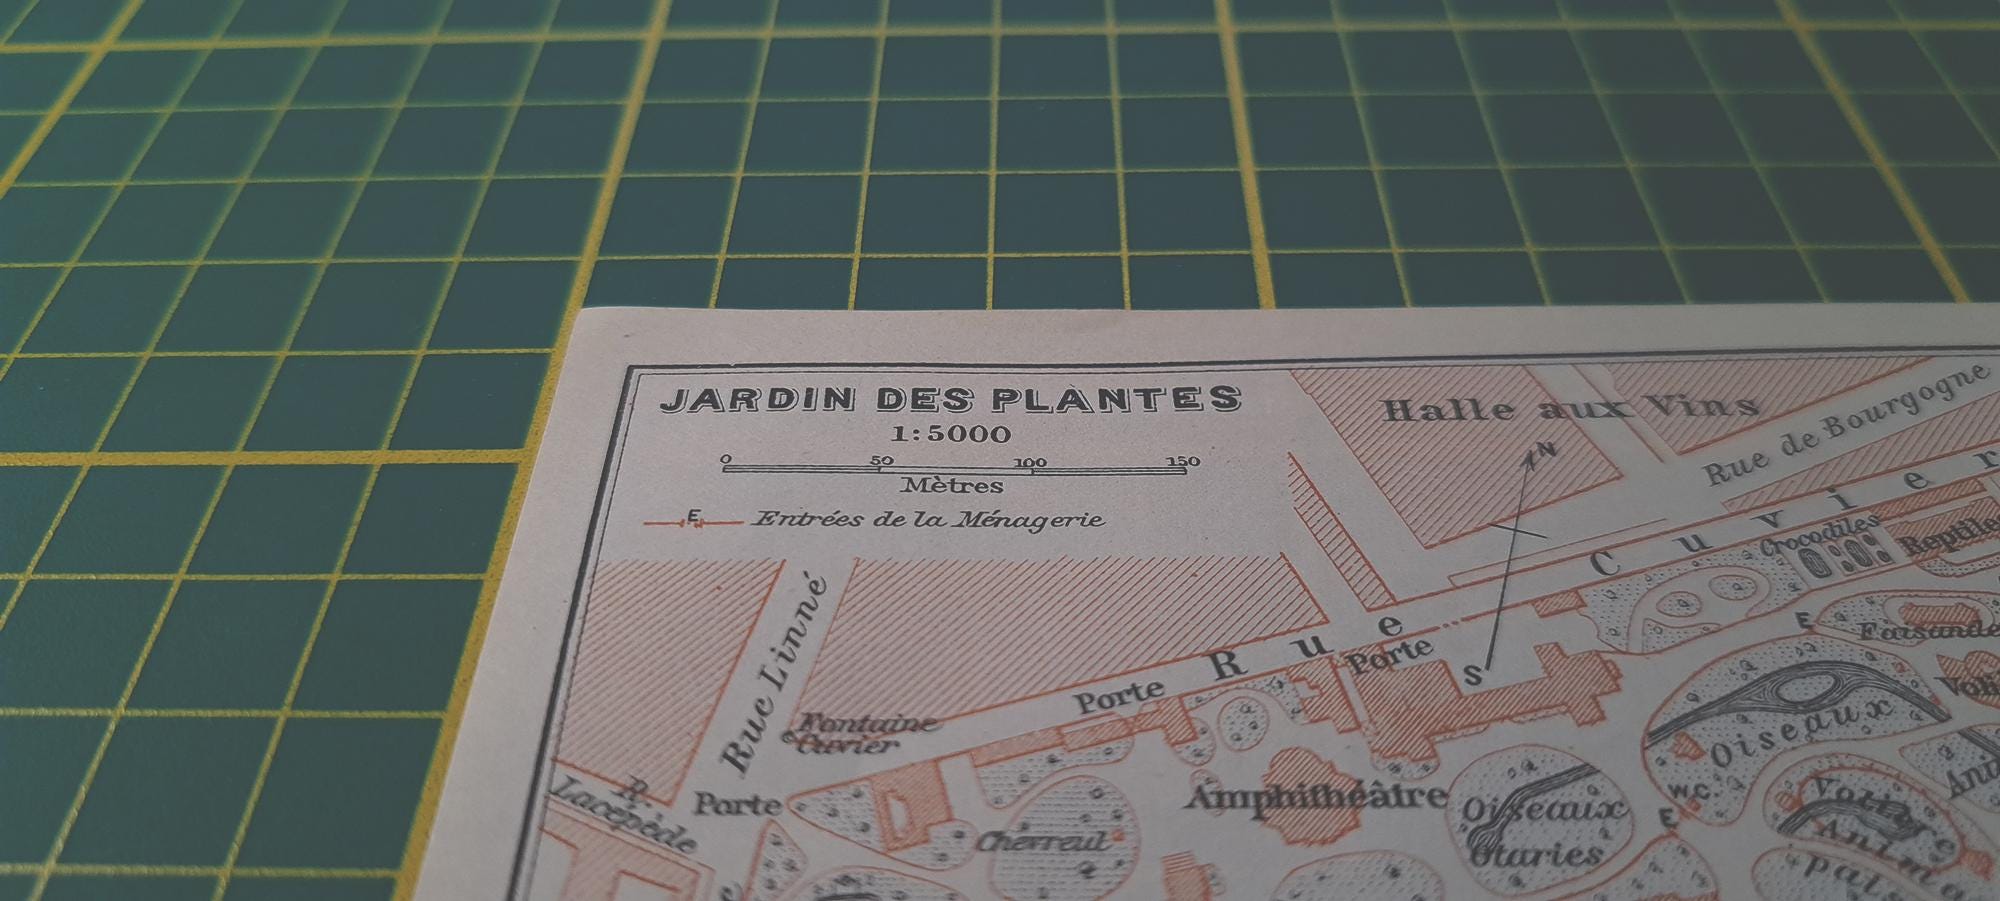 JARDIN DES PLANTES
1:5000
0 50 100 150
Mètres
E Entrées de la Ménagerie
Halle aux Vins
N
S
Rue de Bourgogne
Rue Cuvier
Crocodiles
E
Rue Linné
Fontaine
Cuvier
Porte
Porte
Oiseaux
R.
Lacépède
Porte
Chevreul
Amphithéâtre
Oiseaux
Otaries
W.C.
E